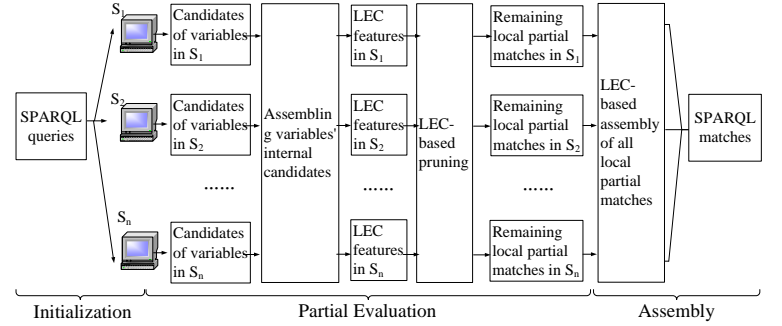 SPARQL
queries
S1
S2
Sn
Candidates
of variables
in S1
Candidates
of variables
in S2
......
Candidates
of variables
in Sn
Assemblin
g variables'
internal
candidates
LEC
features
in S1
LEC
features
in S2
......
LEC
features
in Sn
LEC-
based
pruning
Remaining
local partial
matches in S1
Remaining
local partial
matches in S2
......
Remaining
local partial
matches in Sn
LEC-
based
assembly
of all
local
partial
matches
SPARQL
matches
Initialization
Partial Evaluation
Assembly